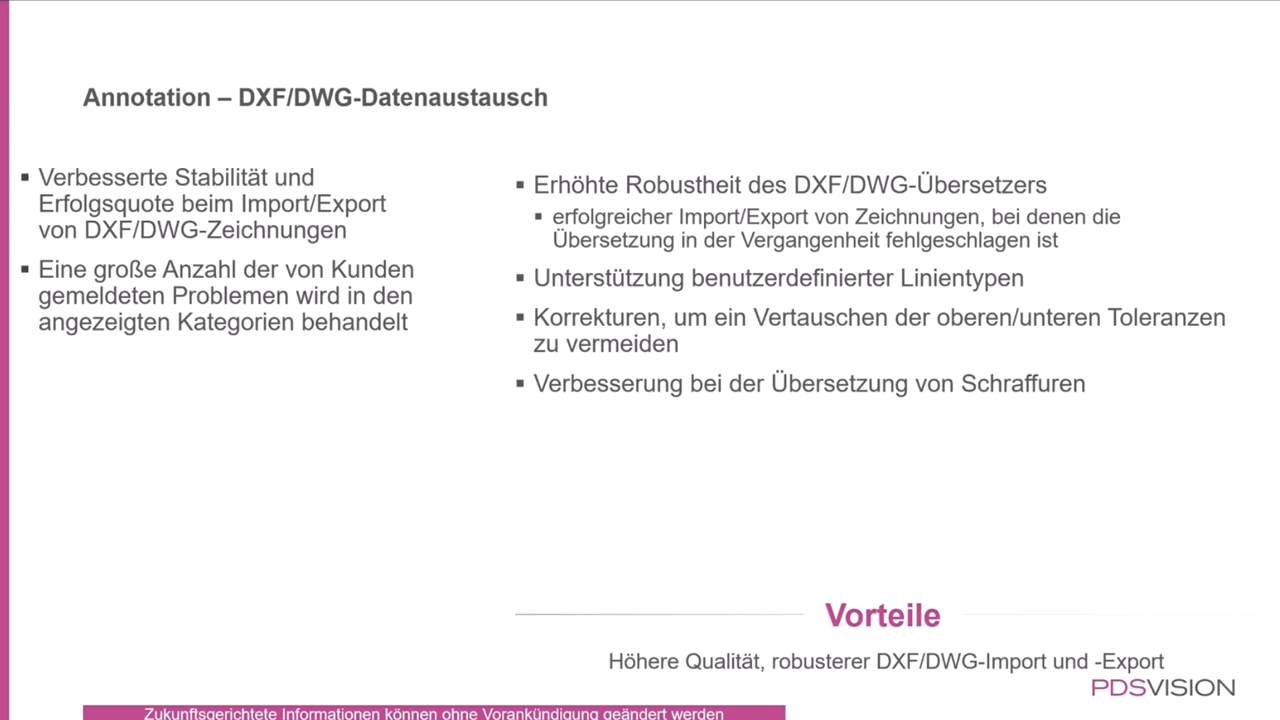 Annotation – DXF/DWG-Datenaustausch
▪ Verbesserte Stabilität und
Erfolgsquote beim Import/Export
von DXF/DWG-Zeichnungen
▪ Eine große Anzahl der von Kunden
gemeldeten Problemen wird in den
angezeigten Kategorien behandelt
▪ Erhöhte Robustheit des DXF/DWG-Übersetzers
▪ erfolgreicher Import/Export von Zeichnungen, bei denen die
Übersetzung in der Vergangenheit fehlgeschlagen ist
▪ Unterstützung benutzerdefinierter Linientypen
▪ Korrekturen, um ein Vertauschen der oberen/unteren Toleranzen
zu vermeiden
▪ Verbesserung bei der Übersetzung von Schraffuren
Vorteile
Höhere Qualität, robusterer DXF/DWG-Import und -Export
PDSVISION
Zukunftsgerichtete Informationen können ohne Vorankündigung geändert werden